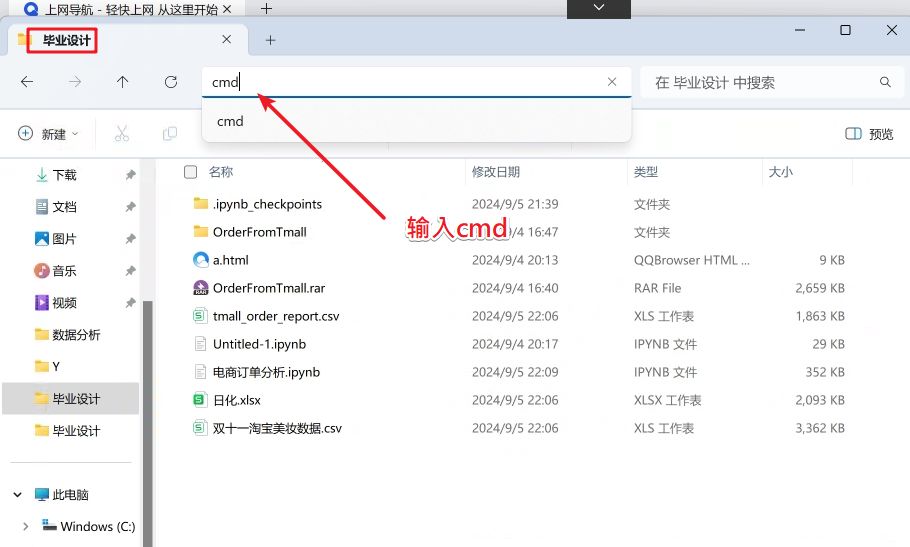 上网导航 - 轻快上网 从这里开始
毕业设计
cmd
在 毕业设计 中搜索
cmd
新建
预览
名称 修改日期 类型 大小
下载
文档
图片
音乐
视频
数据分析
Y
毕业设计
毕业设计
此电脑
Windows (C:)
.ipynb_checkpoints 2024/9/5 21:39 文件夹
OrderFromTmall /9/4 16:47 文件夹
a.html 2024/9/4 20:13 QQBrowser HTML ... 9 KB
OrderFromTmall.rar 2024/9/4 16:40 RAR File 2,659 KB
tmall_order_report.csv 2024/9/5 22:06 XLS 工作表 1,863 KB
Untitled-1.ipynb 2024/9/4 20:17 IPYNB 文件 29 KB
电商订单分析.ipynb 2024/9/5 22:09 IPYNB 文件 352 KB
日化.xlsx 2024/9/5 22:06 XLSX 工作表 2,093 KB
双十一淘宝美妆数据.csv 2024/9/5 22:06 XLS 工作表 3,362 KB
输入cmd